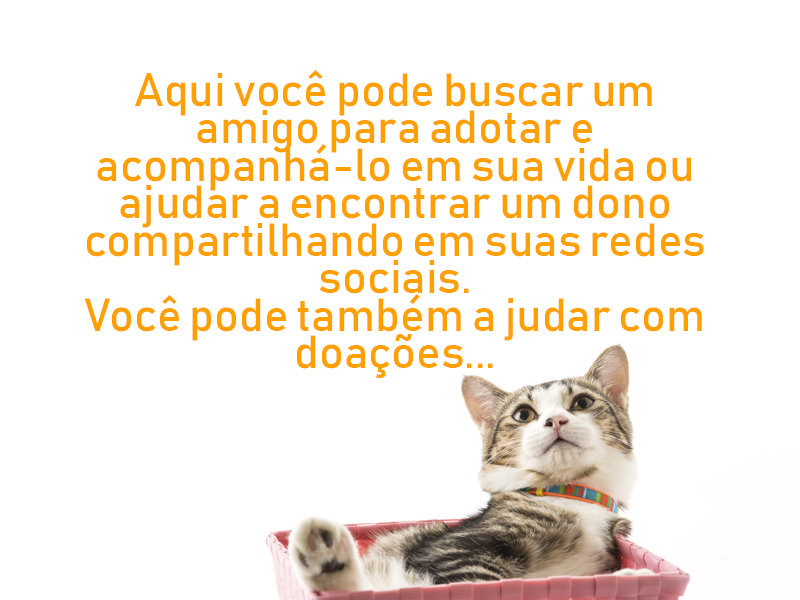 Aqui você pode buscar um
amigo para adotar e
acompanhá-lo em sua vida ou
ajudar a encontrar um dono
compartilhando em suas redes
sociais.
Você pode também a judar com
doações...